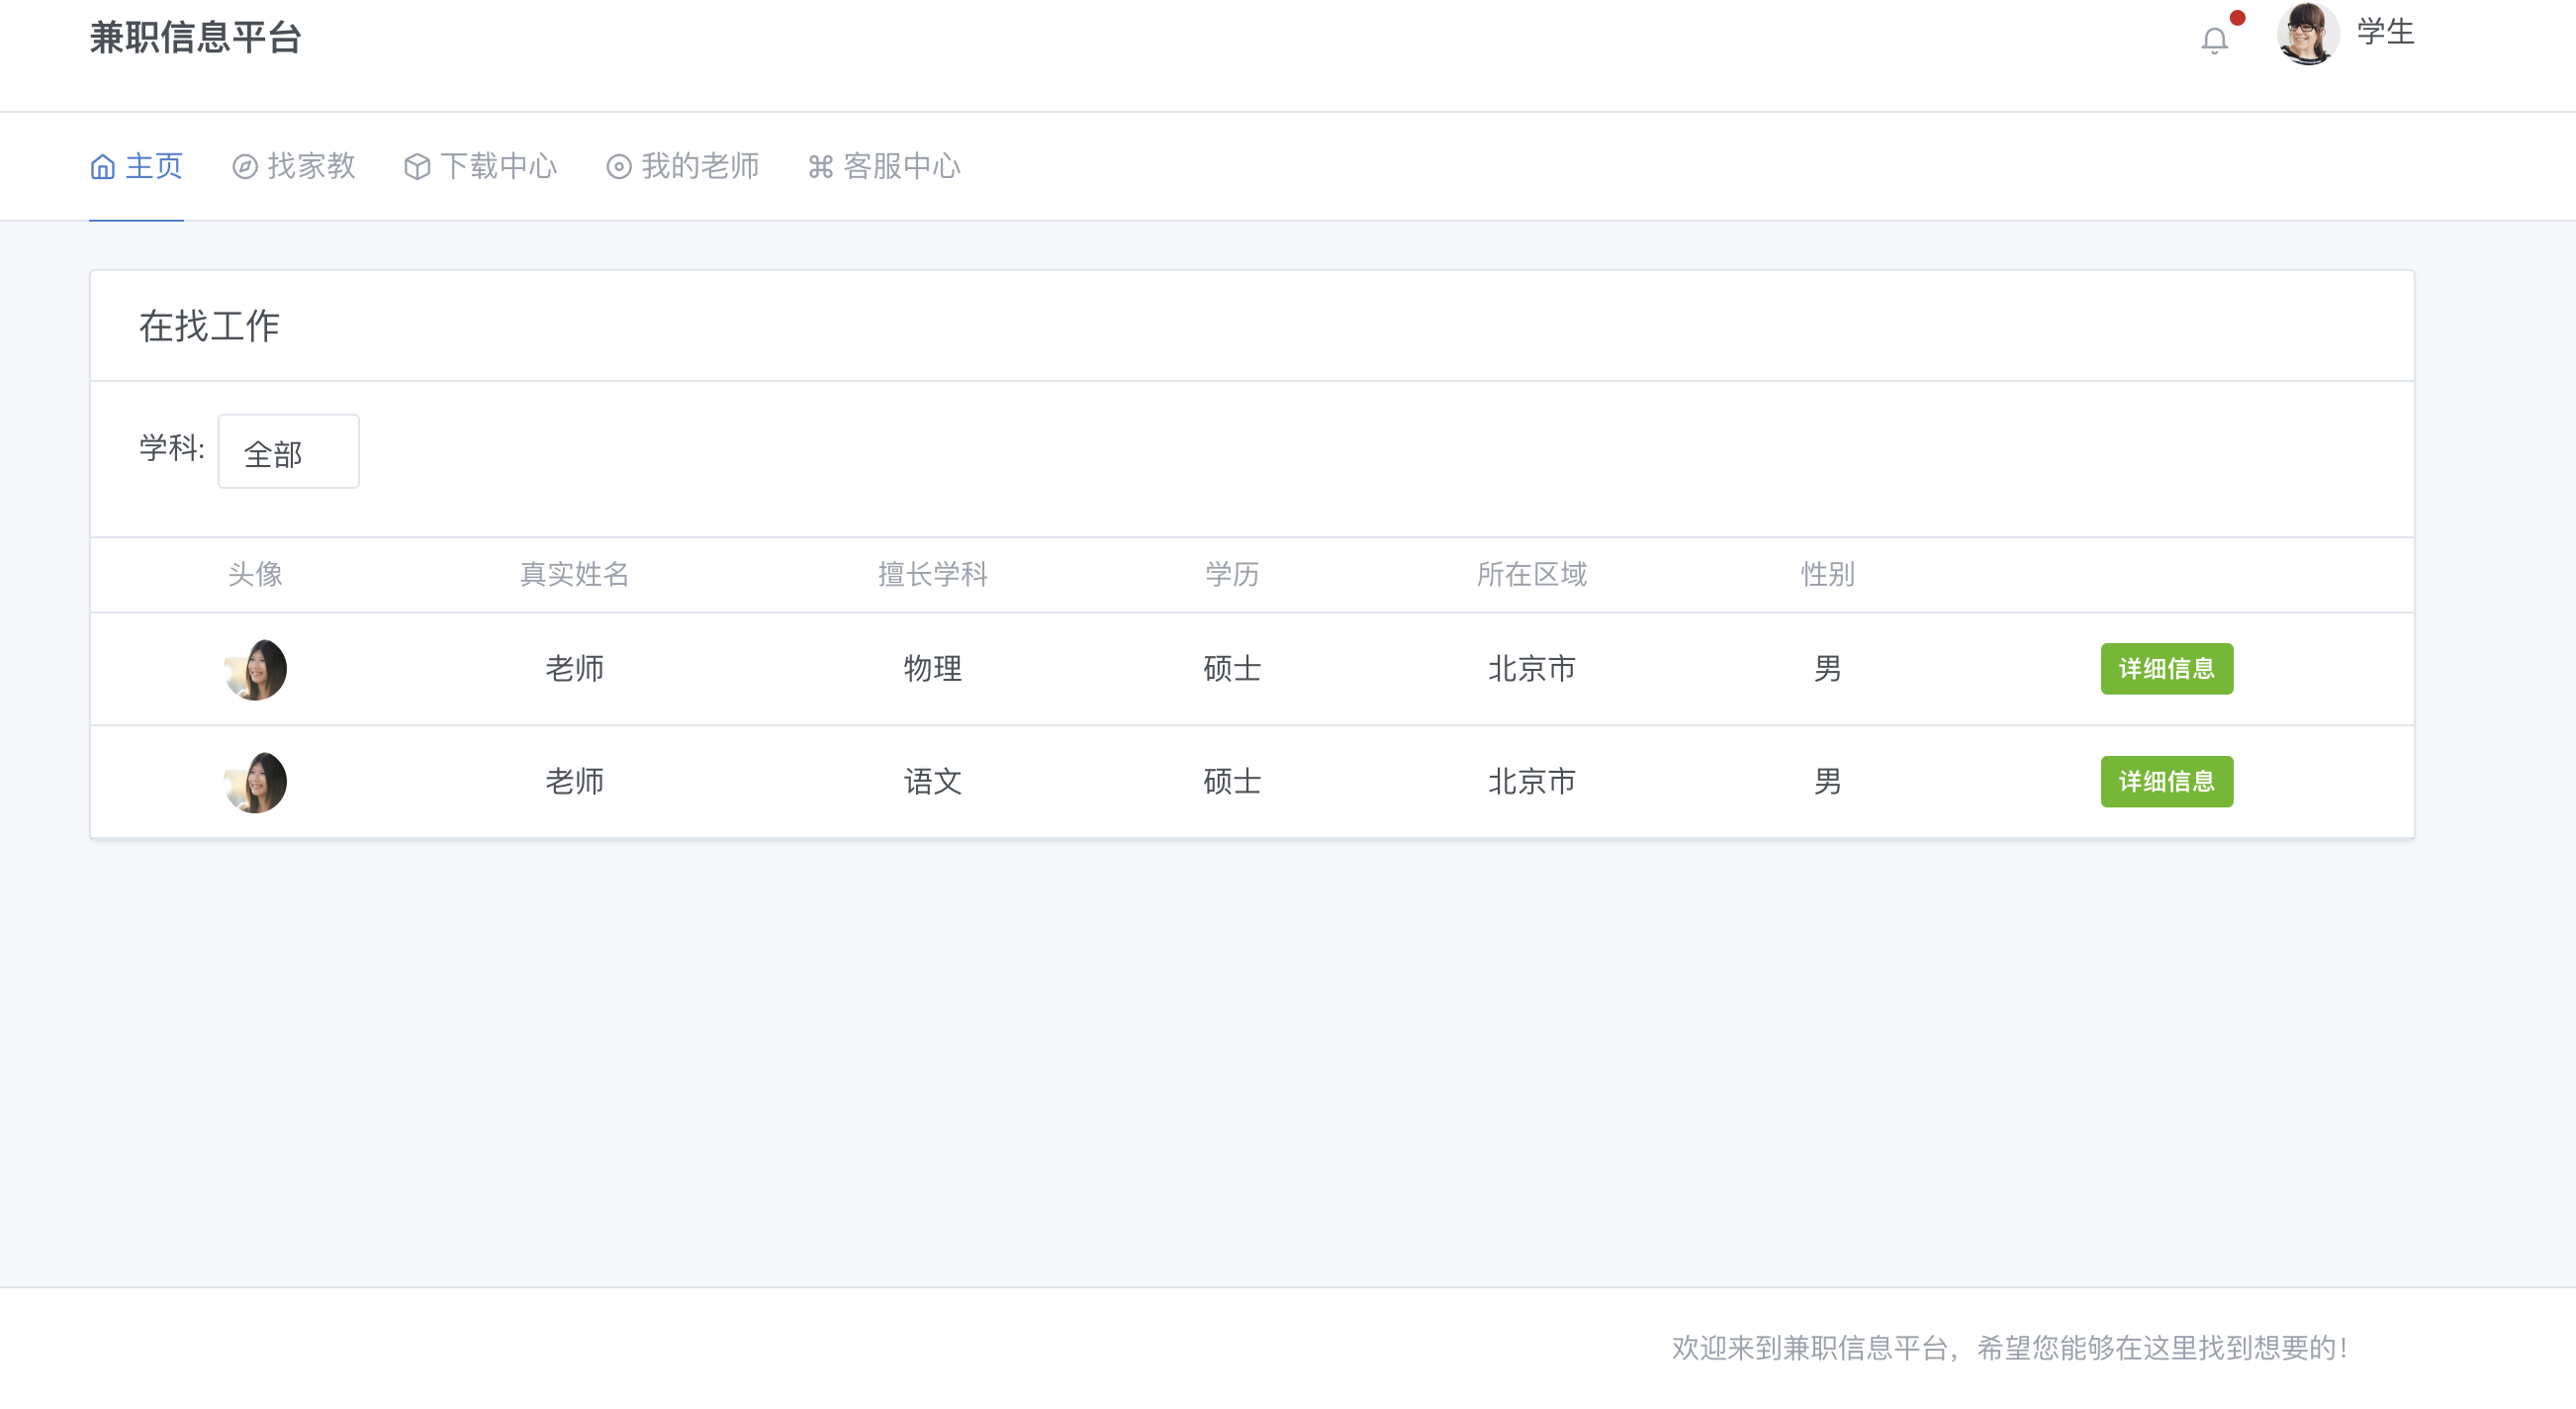 兼职信息平台
学生
主页 找家教 下载中心 我的老师 客服中心
在找工作
学科: 全部
头像 真实姓名 擅长学科 学历 所在区域 性别
老师 物理 硕士 北京市 男 详细信息
老师 语文 硕士 北京市 男 详细信息
欢迎来到兼职信息平台，希望您能够在这里找到想要的！